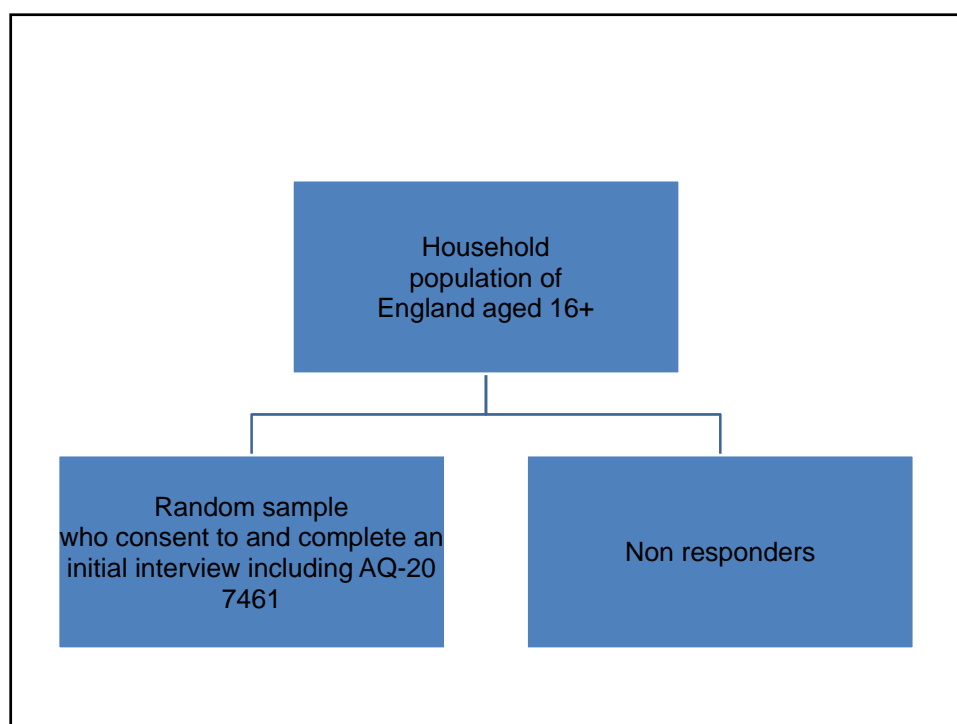 Household
population of
England aged 16+
Random sample
who consent to and complete an
initial interview including AQ-20
7461
Non responders